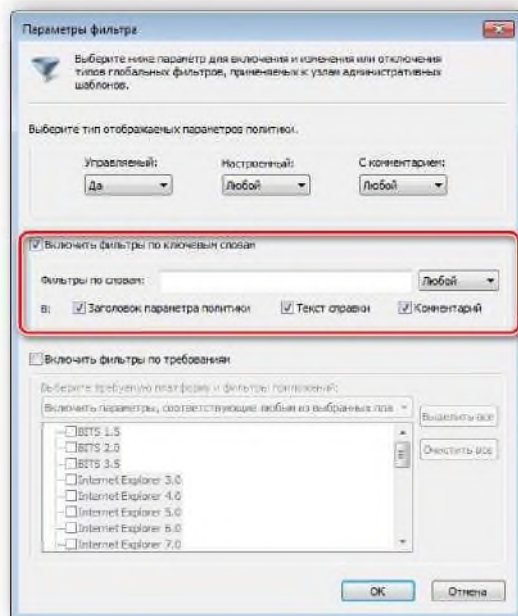 Параметры фильтра
Выберите ниже параметр для включения и изменения или отключения
типов глобальных фильтров, применяемых к узлам административных
шаблонов.
Выберите тип отображаемых параметров политики.
Управляемый: Настроенный: С комментарием:
Да Любой Любой
Включить фильтры по ключевым словам
Фильтры по словам: Любой
В: Заголовок параметра политики Текст справки Комментарий
Включить фильтры по требованиям
Выберите требуемую платформу и фильтры приложений:
Включить параметры, соответствующие любым из выбранных пла
Выделить все
BITS 1.5
BITS 2.0
Очистить все
BITS 3.5
Internet Explorer 3.0
Internet Explorer 4.0
Internet Explorer 5.0
Internet Explorer 6.0
Internet Explorer 7.0
OK Отмена